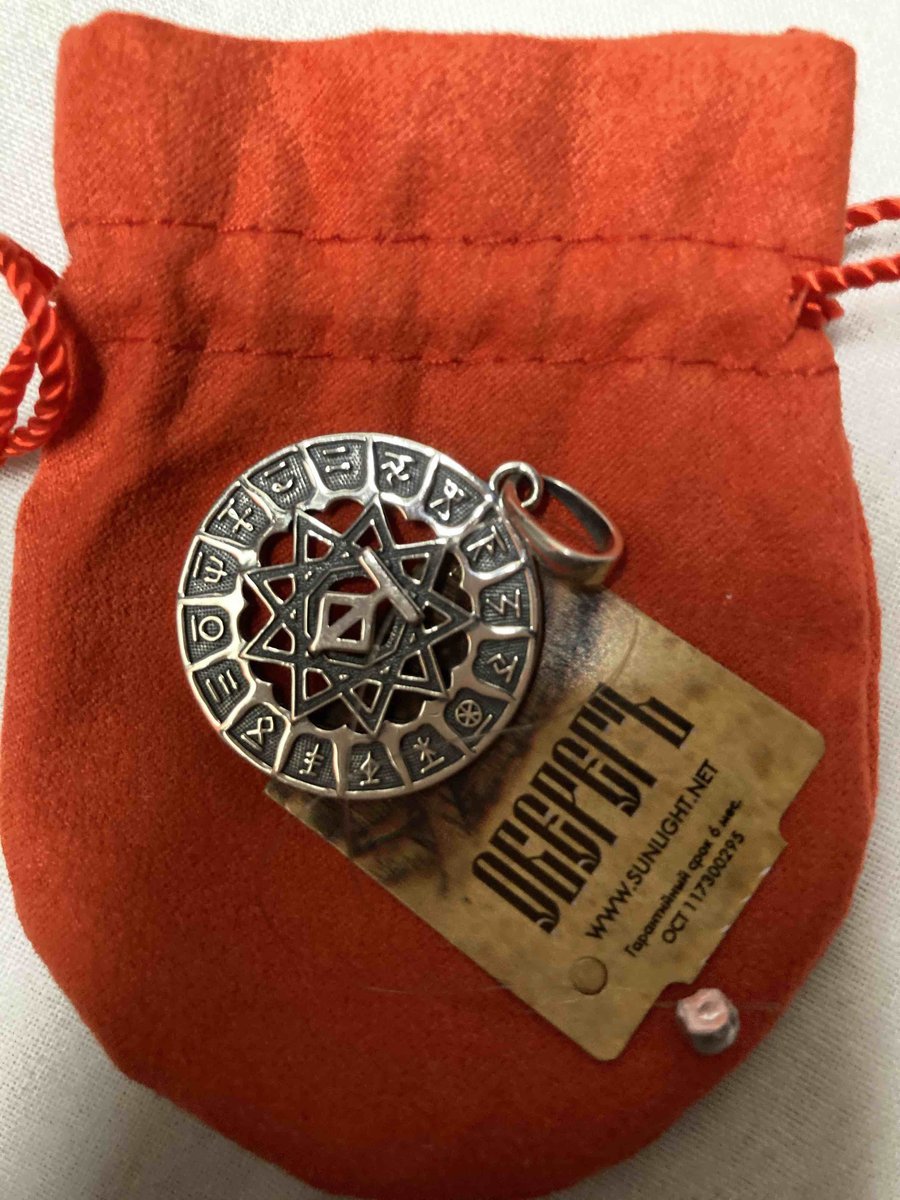 ОБЕРЕГЪ
WWW.SUNLIGHT.NET
Гарантийный срок 6 мес.
ОСТ 117300295